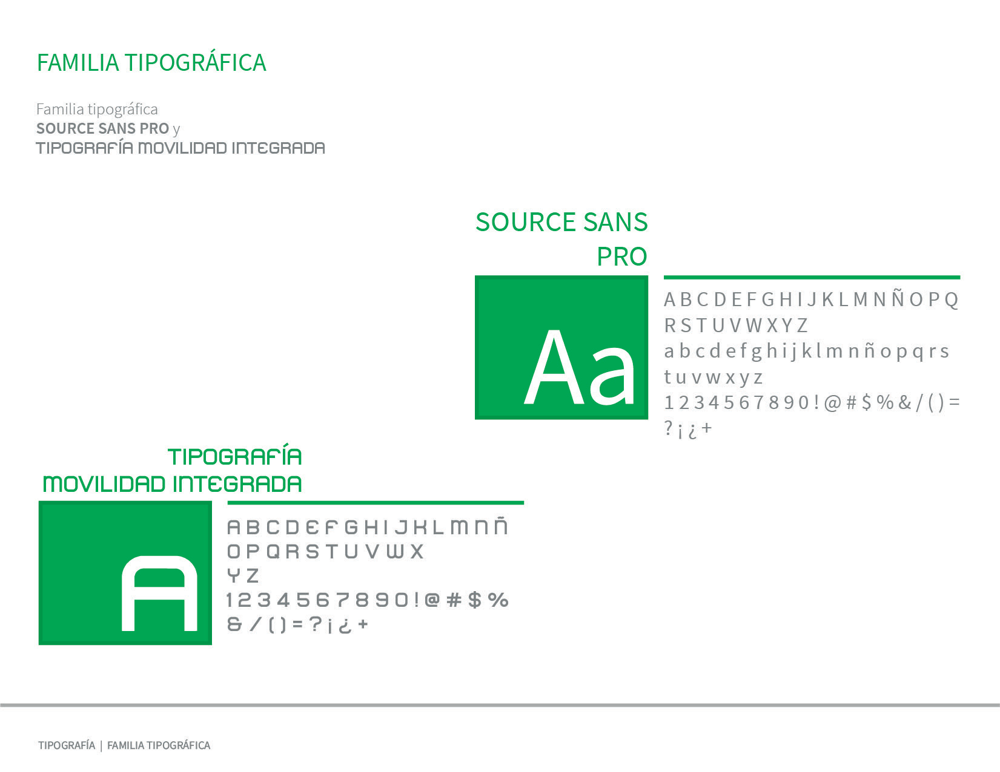 FAMILIA TIPOGRÁFICA
Familia tipográfica
SOURCE SANS PRO y
TIPOGRAFÍA MOVILIDAD INTEGRADA
SOURCE SANS
PRO
Aa
A B C D E F G H I J K L M N Ñ O P Q
R S T U V W X Y Z
a b c d e f g h i j k l m n ñ o p q r s
t u v w x y z
1 2 3 4 5 6 7 8 9 0 ! @ # $ % & / ( ) =
? ¡ ¿ +
TIPOGRAFÍA
MOVILIDAD INTEGRADA
A
A B C D E F G H I J K L M N Ñ
O P Q R S T U V W X
Y Z
1 2 3 4 5 6 7 8 9 0 ! @ # $ %
& / ( ) = ? ¡ ¿ +
TIPOGRAFÍA | FAMILIA TIPOGRÁFICA